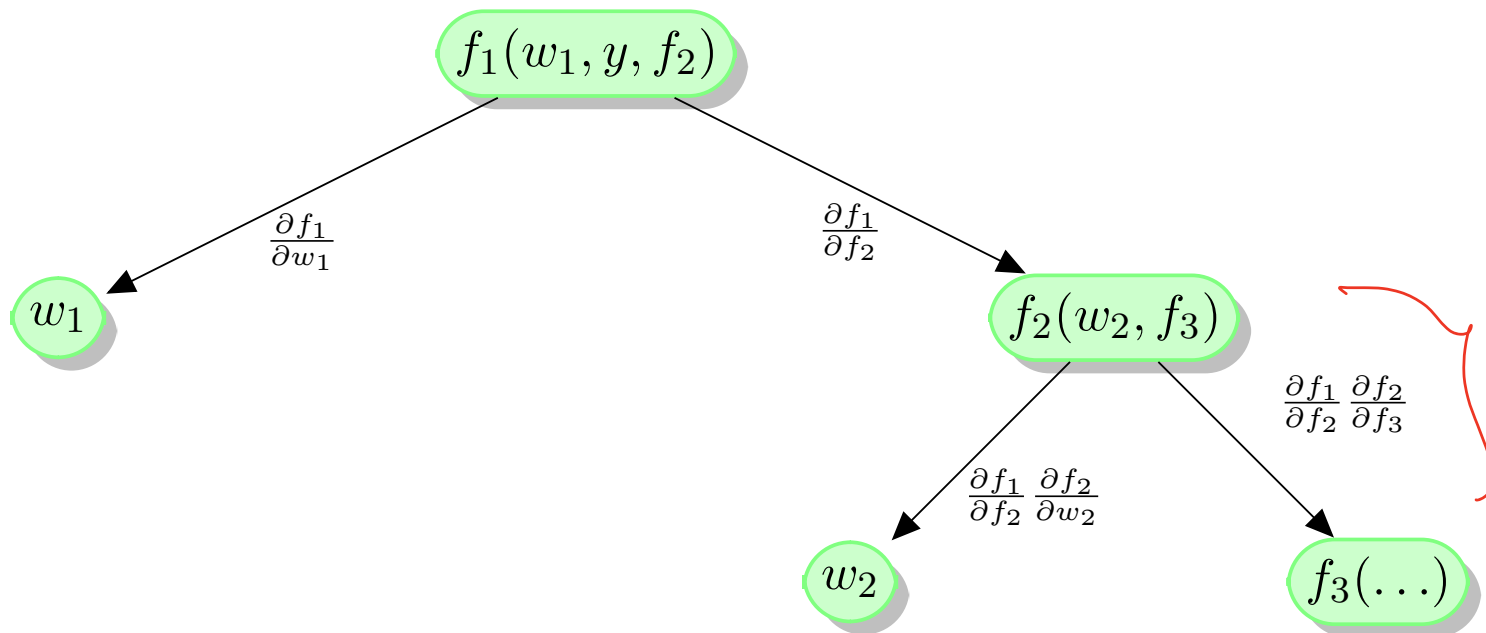 f₁(w₁, y, f₂)
∂f₁/∂w₁
∂f₁/∂f₂
w₁
f₂(w₂, f₃)
∂f₁/∂f₂ ∂f₂/∂f₃
∂f₁/∂f₂ ∂f₂/∂w₂
w₂
f₃(...)